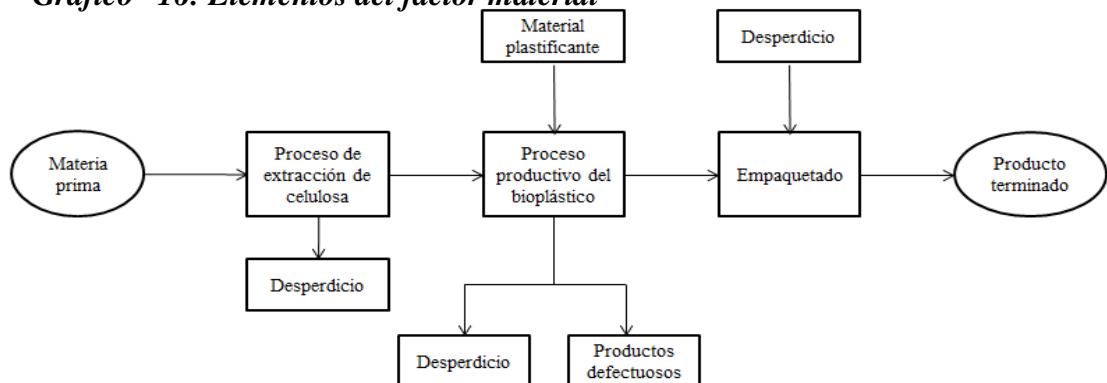 Gráfico 16: Elementos del factor material
Material
plastificante
Desperdicio
Materia
prima
Proceso de
extracción de
celulosa
Proceso
productivo del
bioplástico
Empaquetado
Producto
terminado
Desperdicio
Desperdicio
Productos
defectuosos